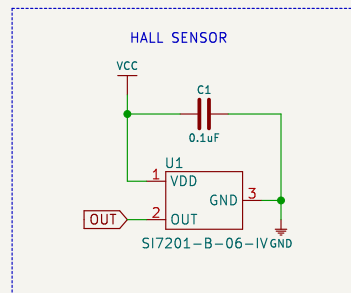 HALL SENSOR
VCC
C1
0.1uF
U1
1 VDD
GND 3
OUT 2 OUT
SI7201-B-06-IV GND